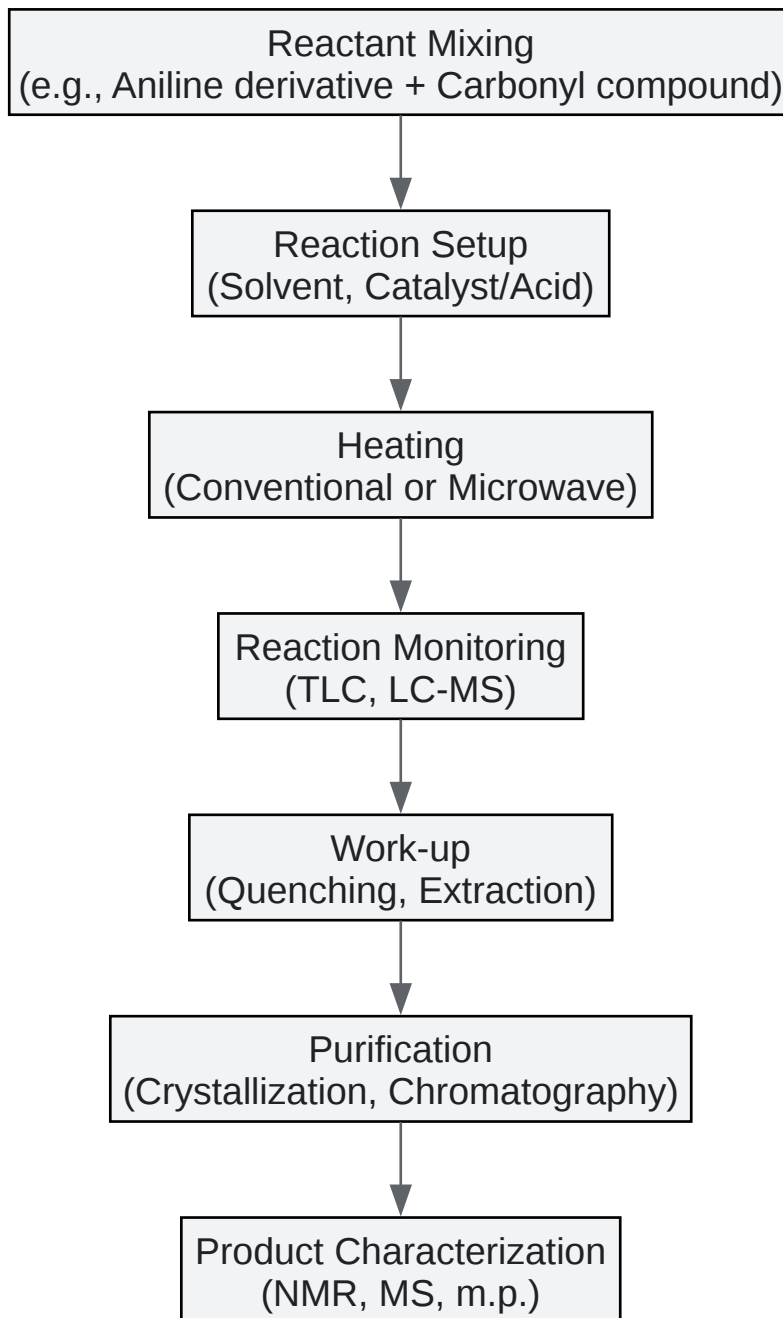 Reactant Mixing
(e.g., Aniline derivative + Carbonyl compound)
Reaction Setup
(Solvent, Catalyst/Acid)
Heating
(Conventional or Microwave)
Reaction Monitoring
(TLC, LC-MS)
Work-up
(Quenching, Extraction)
Purification
(Crystallization, Chromatography)
Product Characterization
(NMR, MS, m.p.)